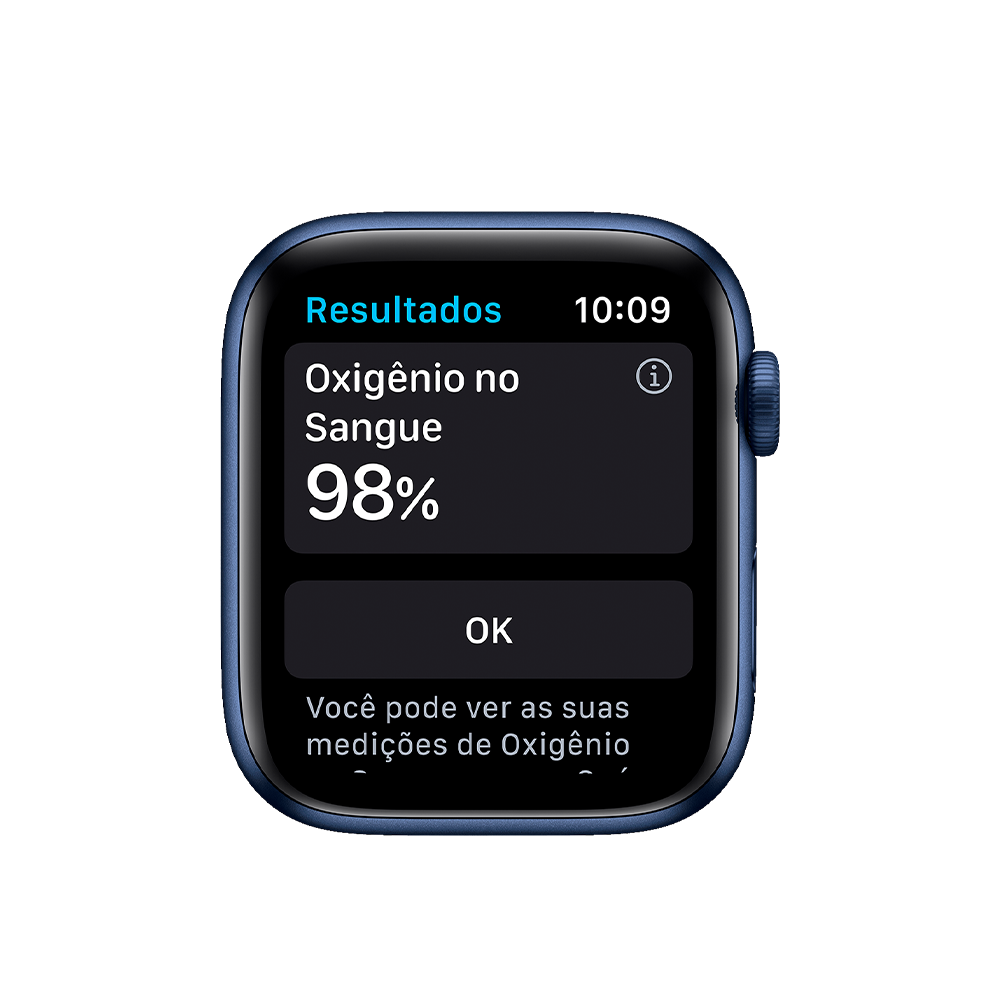 Resultados 10:09
Oxigênio no
Sangue
98%
OK
Você pode ver as suas
medições de Oxigênio